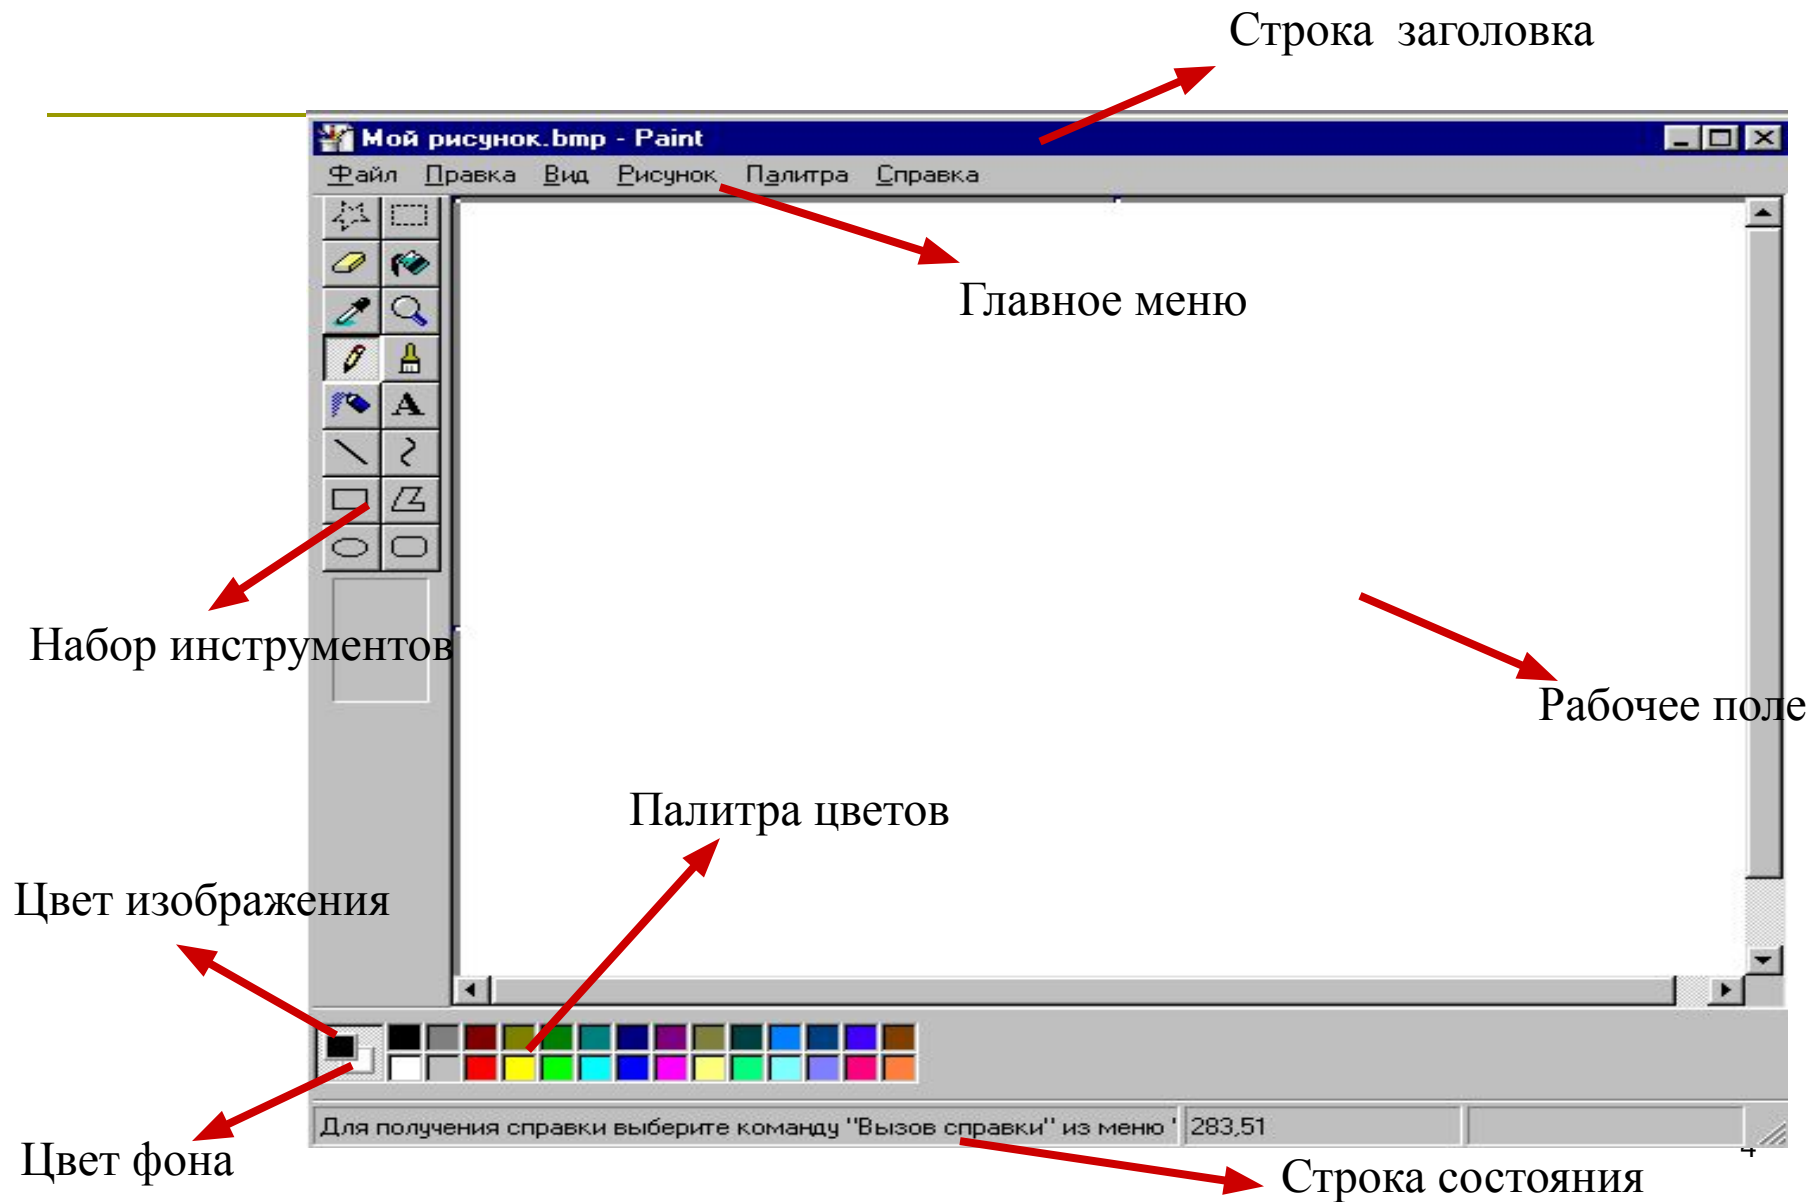 Строка заголовка
Мой рисунок.bmp - Paint
Файл Правка Вид Рисунок Палитра Справка
Главное меню
A
Набор инструментов
Рабочее поле
Палитра цветов
Цвет изображения
Для получения справки выберите команду "Вызов справки" из меню '
283,51
4
Цвет фона
Строка состояния